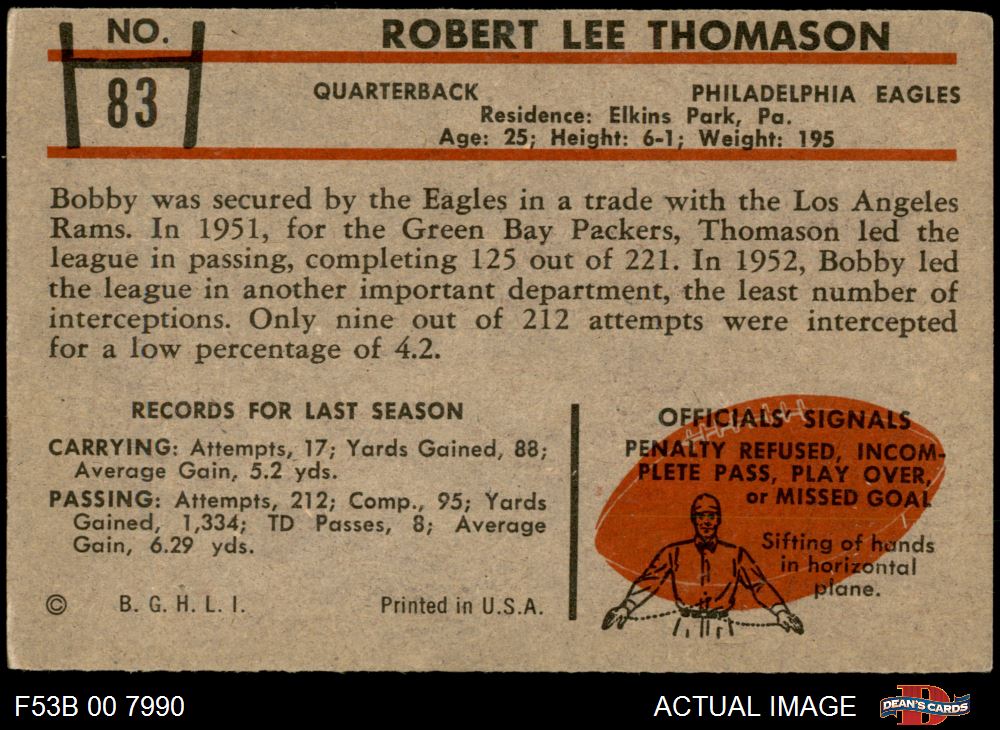 NO.
83
ROBERT LEE THOMASON
QUARTERBACK PHILADELPHIA EAGLES
Residence: Elkins Park, Pa.
Age: 25; Height: 6-1; Weight: 195
Bobby was secured by the Eagles in a trade with the Los Angeles
Rams. In 1951, for the Green Bay Packers, Thomason led the
league in passing, completing 125 out of 221. In 1952, Bobby led
the league in another important department, the least number of
interceptions. Only nine out of 212 attempts were intercepted
for a low percentage of 4.2.
RECORDS FOR LAST SEASON
CARRYING: Attempts, 17; Yards Gained, 88;
Average Gain, 5.2 yds.
PASSING: Attempts, 212; Comp., 95; Yards
Gained, 1,334; TD Passes, 8; Average
Gain, 6.29 yds.
© B. G. H. L. I. Printed in U.S.A.
OFFICIALS' SIGNALS
PENALTY REFUSED, INCOM-
PLETE PASS, PLAY OVER,
or MISSED GOAL
Sifting of hands
in horizontal
plane.
F53B 00 7990 ACTUAL IMAGE
D
DEAN'S CARDS